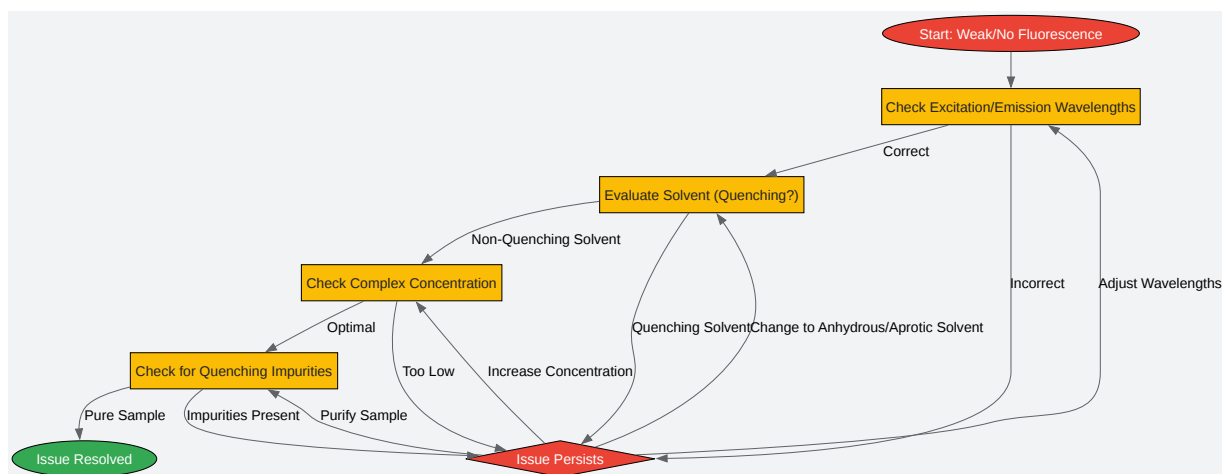 Start: Weak/No Fluorescence
Check Excitation/Emission Wavelengths
Correct
Evaluate Solvent (Quenching?)
Non-Quenching Solvent
Check Complex Concentration
Incorrect
Adjust Wavelengths
Optimal
Quenching Solvent
Change to Anhydrous/Aprotic Solvent
Check for Quenching Impurities
Too Low
Increase Concentration
Pure Sample
Impurities Present
Purify Sample
Issue Resolved
Issue Persists